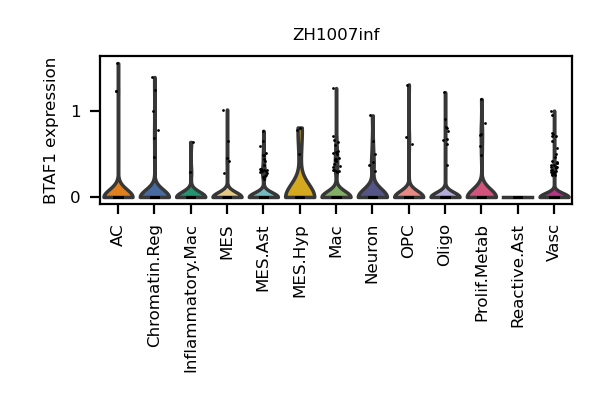 ZH1007inf
BTAF1 expression
1
0
AC
Chromatin.Reg
Inflammatory.Mac
MES
MES.Ast
MES.Hyp
Mac
Neuron
OPC
Oligo
Prolif.Metab
Reactive.Ast
Vasc